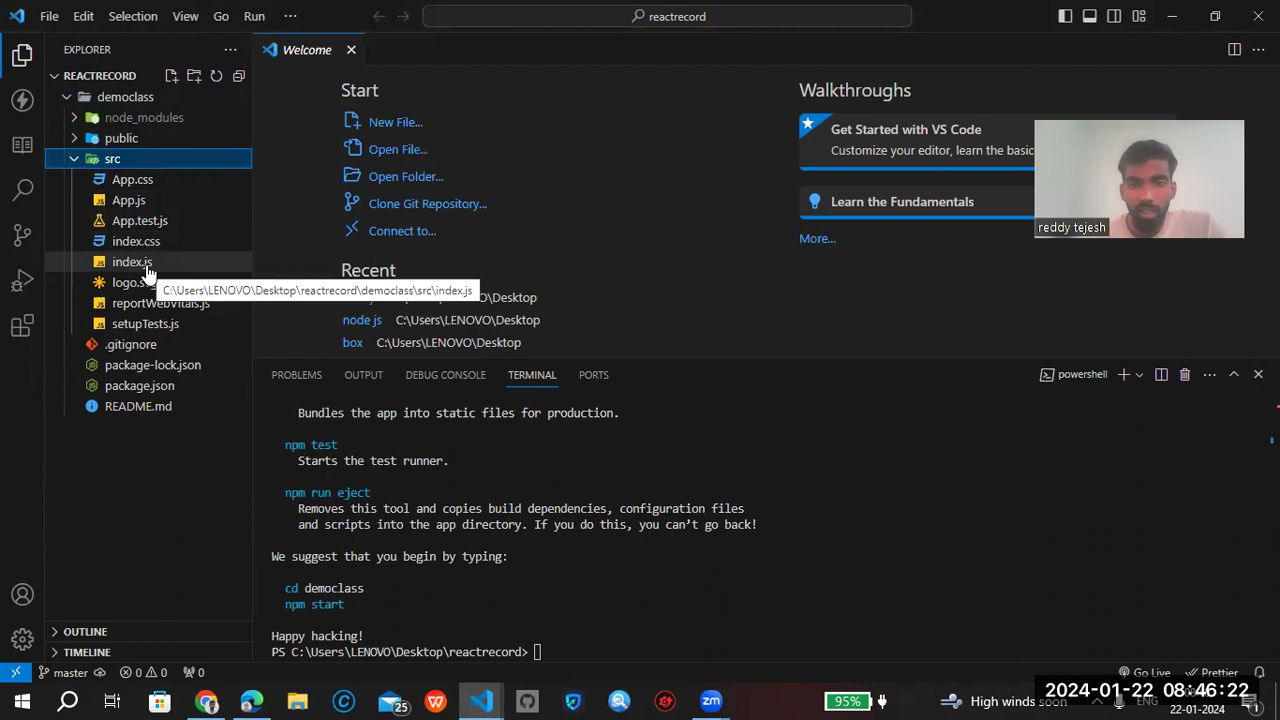 File Edit Selection View Go Run ···
reactrecord
EXPLORER
Welcome
REACTRECORD
democlass
node_modules
public
src
App.css
App.js
App.test.js
index.css
index.js
logo.s
reportWebVitals.js
setupTests.js
.gitignore
package-lock.json
package.json
README.md
OUTLINE
TIMELINE
C:\Users\LENOVO\Desktop\reactrecord\democlass\src\index.js
Start
New File...
Open File...
Open Folder...
Clone Git Repository...
Connect to...
Recent
C:\Users\LENOVO\Desktop
node js C:\Users\LENOVO\Desktop
box C:\Users\LENOVO\Desktop
Walkthroughs
Get Started with VS Code
Customize your editor, learn the basic
Learn the Fundamentals
More...
reddy tejesh
PROBLEMS OUTPUT DEBUG CONSOLE TERMINAL PORTS
powershell
Bundles the app into static files for production.
npm test
Starts the test runner.
npm run eject
Removes this tool and copies build dependencies, configuration files
and scripts into the app directory. If you do this, you can’t go back!
We suggest that you begin by typing:
cd democlass
npm start
Happy hacking!
PS C:\Users\LENOVO\Desktop\reactrecord>
master 0 0 0
Go Live Prettier
25
95%
High winds soon
ENG
2024-01-22 08:46:22
22-01-2024